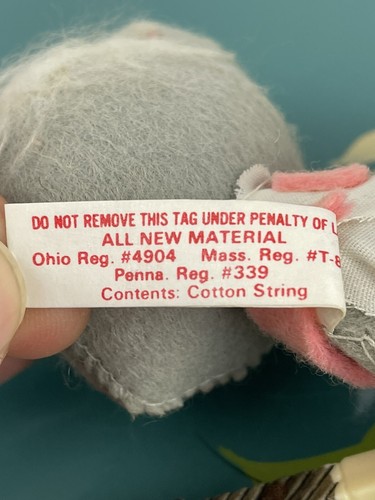 DO NOT REMOVE THIS TAG UNDER PENALTY OF
ALL NEW MATERIAL
Ohio Reg. #4904 Mass. Reg. #T-8
Penna. Reg. #339
Contents: Cotton String